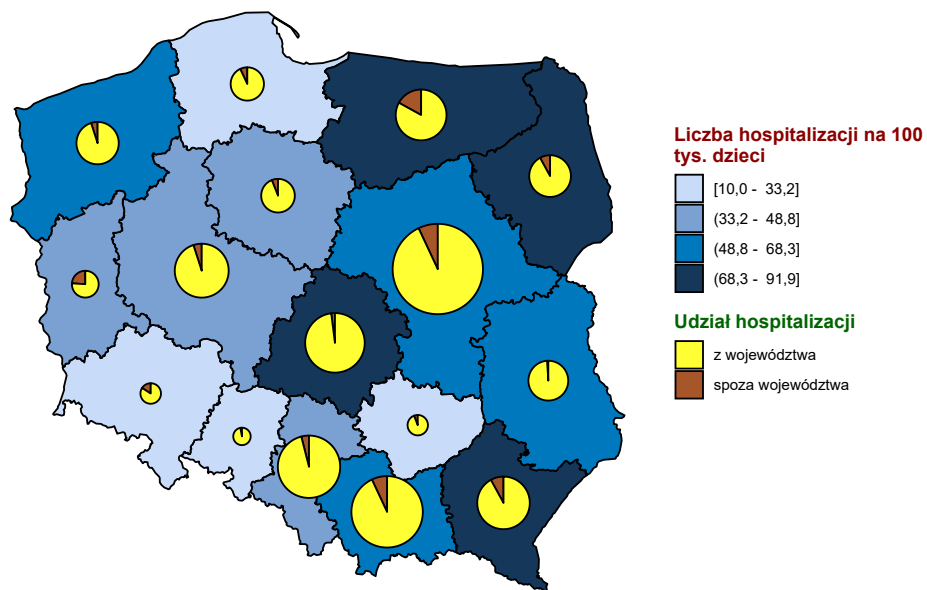 Liczba hospitalizacji na 100
tys. dzieci
[10,0 - 33,2]
(33,2 - 48,8]
(48,8 - 68,3]
(68,3 - 91,9]
Udział hospitalizacji
z województwa
spoza województwa